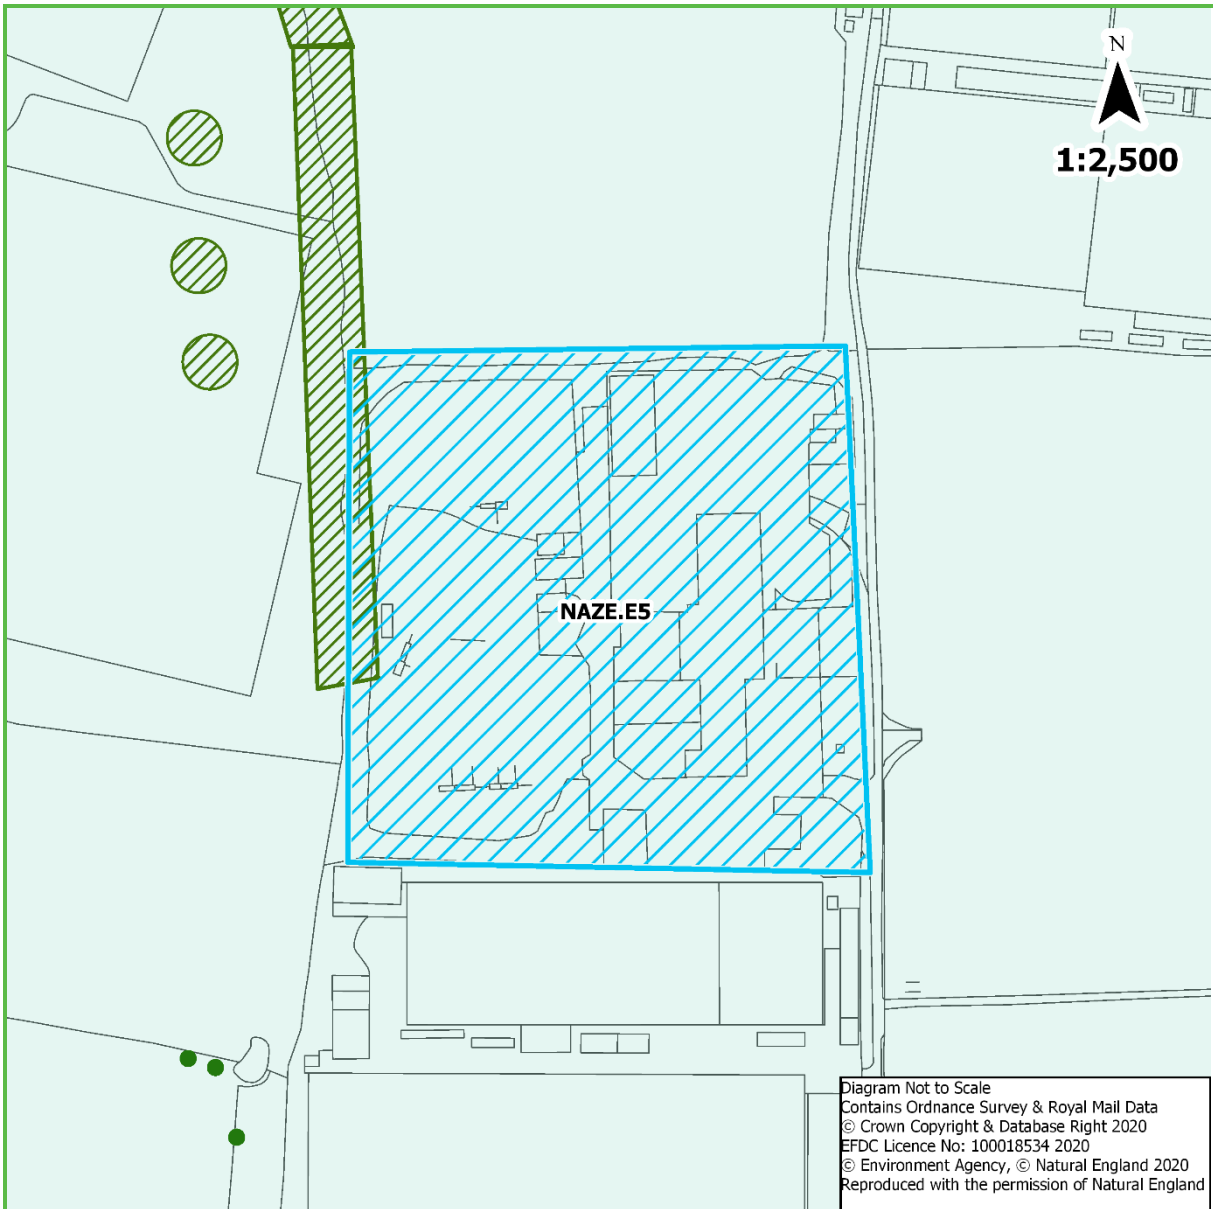 N
1:2,500
NAZE.E5
Diagram Not to Scale
Contains Ordnance Survey & Royal Mail Data
© Crown Copyright & Database Right 2020
EFDC Licence No: 100018534 2020
© Environment Agency, © Natural England 2020
Reproduced with the permission of Natural England